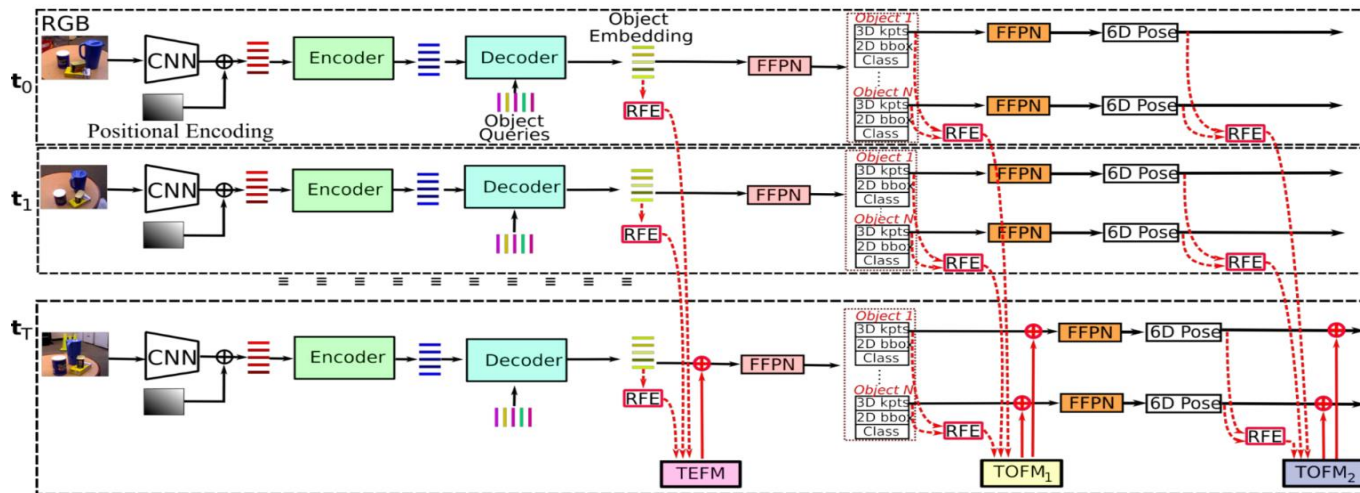 RGB
t0
CNN
Positional Encoding
Encoder
Decoder
Object
Queries
Object
Embedding
RFE
FFPN
Object 1
3D kpts
2D bbox
Class
Object N
3D kpts
2D bbox
Class
RFE
FFPN
6D Pose
FFPN
6D Pose
RFE
t1
CNN
Encoder
Decoder
RFE
FFPN
Object 1
3D kpts
2D bbox
Class
Object N
3D kpts
2D bbox
Class
RFE
FFPN
6D Pose
FFPN
6D Pose
RFE
tT
CNN
Encoder
Decoder
RFE
FFPN
Object 1
3D kpts
2D bbox
Class
Object N
3D kpts
2D bbox
Class
RFE
FFPN
6D Pose
FFPN
6D Pose
RFE
TEFM
TOFM1
TOFM2